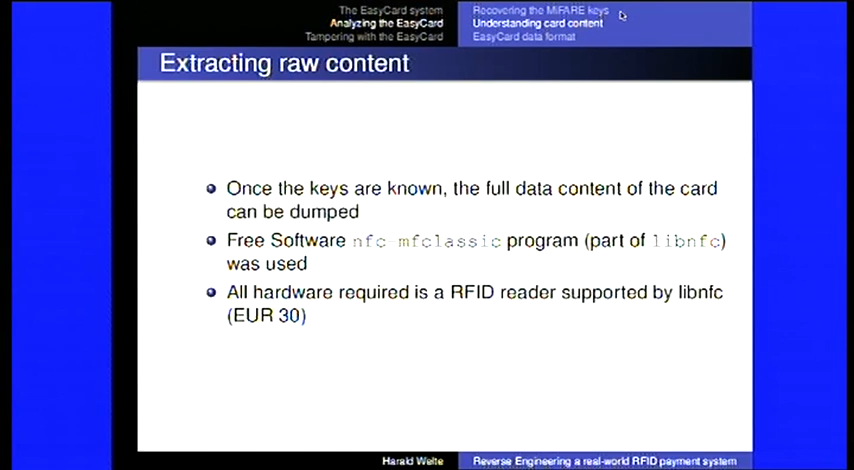 The EasyCard system
Analyzing the EasyCard
Tampering with the EasyCard
Recovering the MiFARE keys
Understanding card content
EasyCard data format
Extracting raw content
Once the keys are known, the full data content of the card
can be dumped
Free Software nfc mfclassic program (part of libnfc)
was used
All hardware required is a RFID reader supported by libnfc
(EUR 30)
Harald Welte
Reverse Engineering a real-world RFID payment system